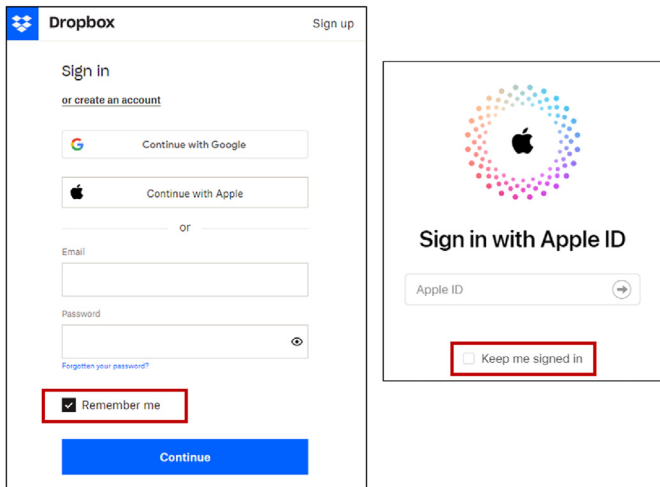 Dropbox
Sign up
Sign in
or create an account
Continue with Google
Continue with Apple
or
Email
Password
Forgotten your password?
Remember me
Continue
Sign in with Apple ID
Apple ID
Keep me signed in